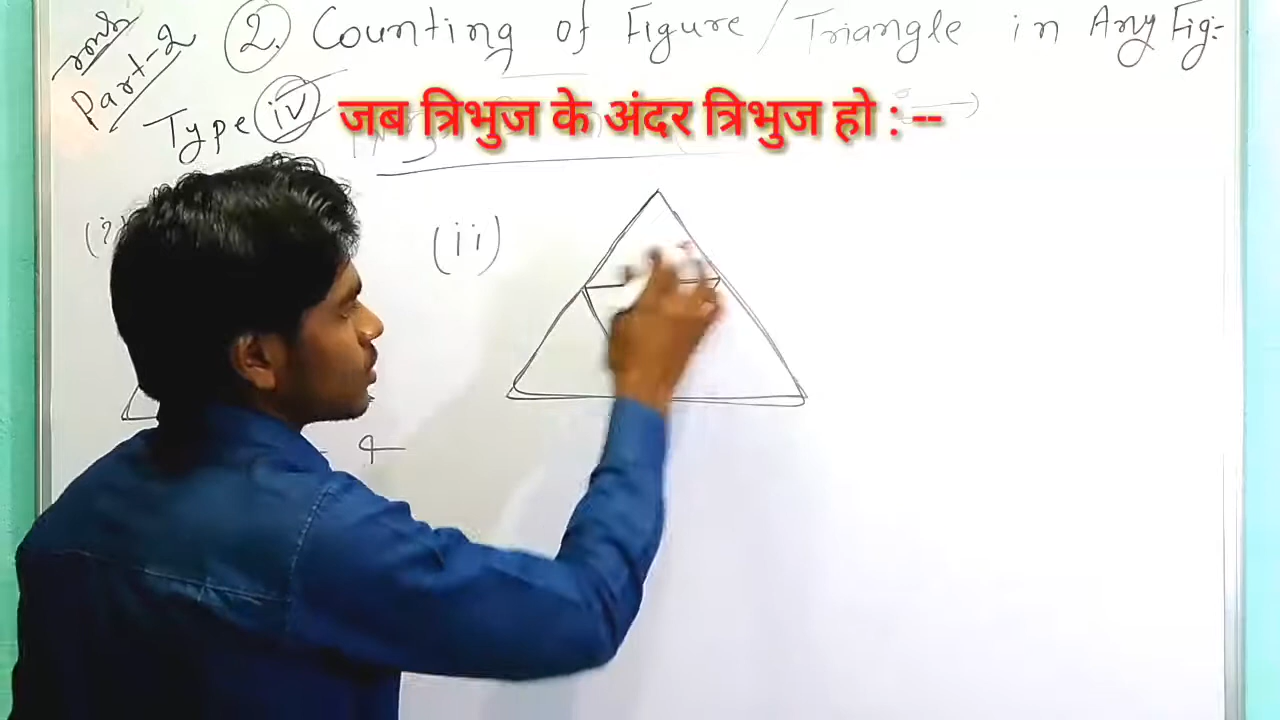 Part-2
2. Counting of Figure/Triangle in Any Fig:-
Type iv जब त्रिभुज के अंदर त्रिभुज हो : --
(ii)
4